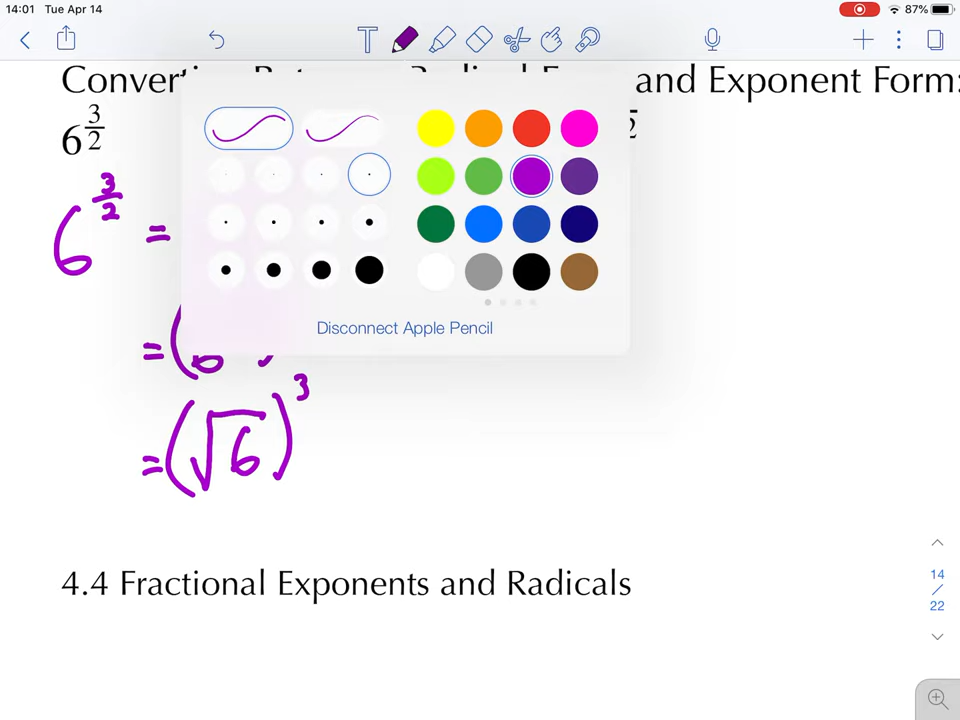 14:01 Tue Apr 14 87%
and Exponent Form:
6^{3/2}
6^{3/2} =
Disconnect Apple Pencil
=(
=(√6)^3
14
/
22
4.4 Fractional Exponents and Radicals